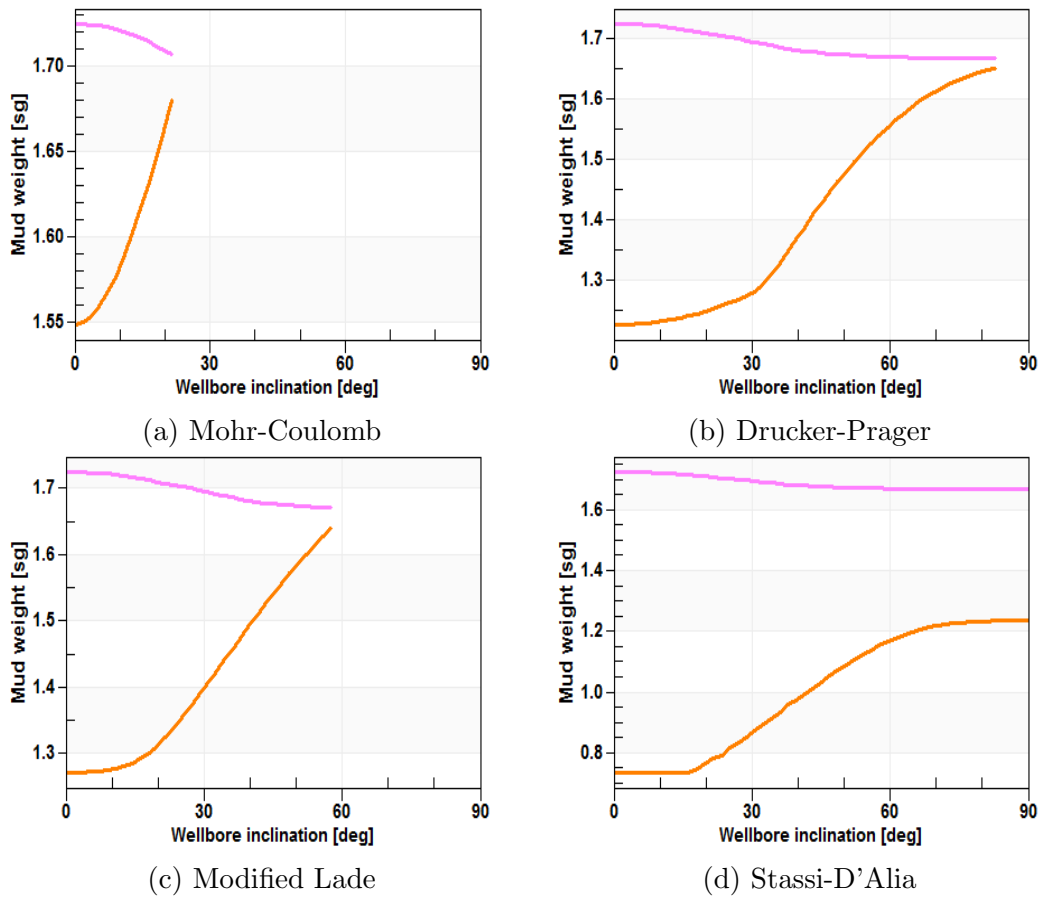 Mud weight [sg]
1.70
1.65
1.60
1.55
0 30 60 90
Wellbore inclination [deg]
(a) Mohr-Coulomb
Mud weight [sg]
1.7
1.6
1.5
1.4
1.3
0 30 60 90
Wellbore inclination [deg]
(b) Drucker-Prager
Mud weight [sg]
1.7
1.6
1.5
1.4
1.3
0 30 60 90
Wellbore inclination [deg]
(c) Modified Lade
Mud weight [sg]
1.6
1.4
1.2
1.0
0.8
0 30 60 90
Wellbore inclination [deg]
(d) Stassi-D'Alia